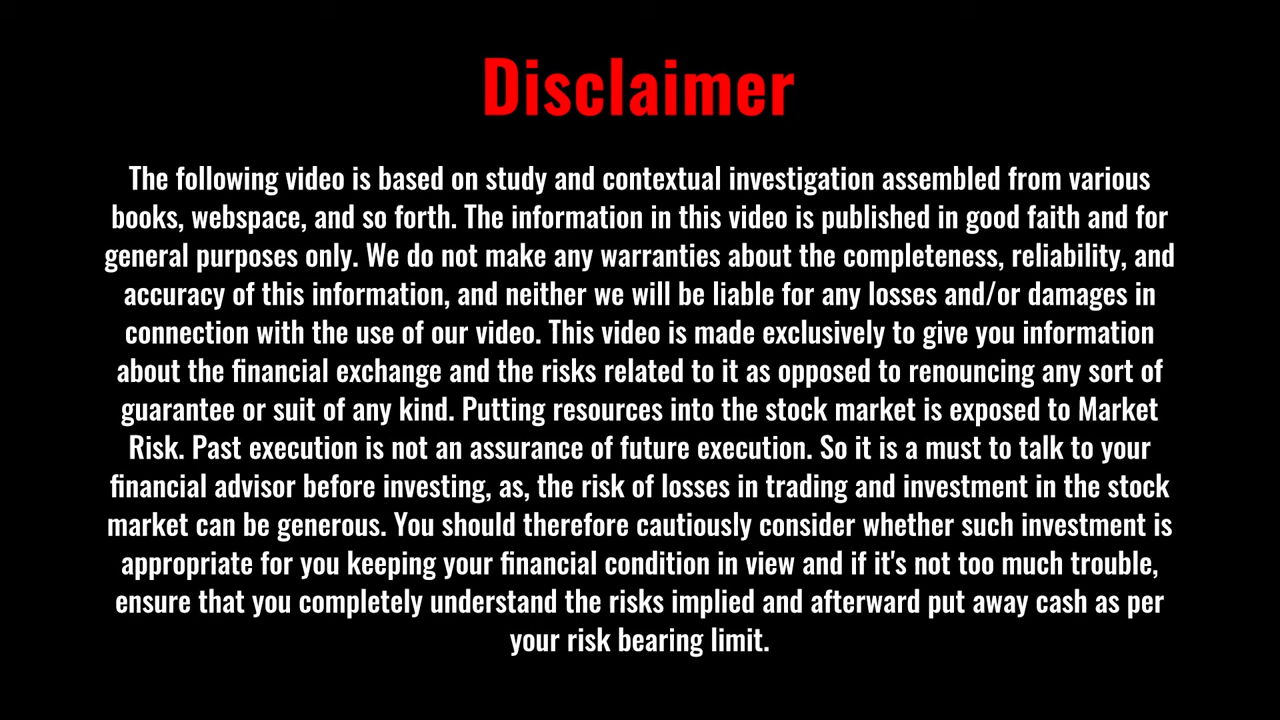 Disclaimer
The following video is based on study and contextual investigation assembled from various
books, webspace, and so forth. The information in this video is published in good faith and for
general purposes only. We do not make any warranties about the completeness, reliability, and
accuracy of this information, and neither we will be liable for any losses and/or damages in
connection with the use of our video. This video is made exclusively to give you information
about the financial exchange and the risks related to it as opposed to renouncing any sort of
guarantee or suit of any kind. Putting resources into the stock market is exposed to Market
Risk. Past execution is not an assurance of future execution. So it is a must to talk to your
financial advisor before investing, as, the risk of losses in trading and investment in the stock
market can be generous. You should therefore cautiously consider whether such investment is
appropriate for you keeping your financial condition in view and if it's not too much trouble,
ensure that you completely understand the risks implied and afterward put away cash as per
your risk bearing limit.